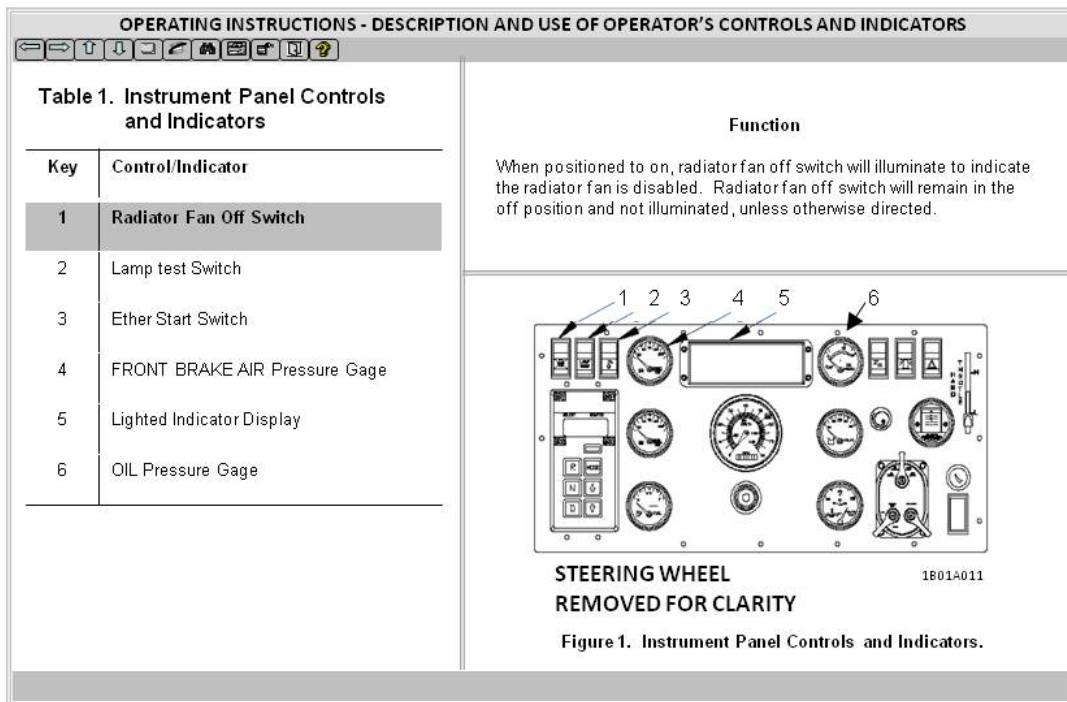 OPERATING INSTRUCTIONS - DESCRIPTION AND USE OF OPERATOR’S CONTROLS AND INDICATORS
Table 1. Instrument Panel Controls
and Indicators
Key Control/Indicator
1 Radiator Fan Off Switch
2 Lamp test Switch
3 Ether Start Switch
4 FRONT BRAKE AIR Pressure Gage
5 Lighted Indicator Display
6 OIL Pressure Gage
Function
When positioned to on, radiator fan off switch will illuminate to indicate
the radiator fan is disabled. Radiator fan off switch will remain in the
off position and not illuminated, unless otherwise directed.
1 2 3 4 5 6
HAND
THROTTLE
R MODE
N
D
STEERING WHEEL
REMOVED FOR CLARITY
1B01A011
Figure 1. Instrument Panel Controls and Indicators.